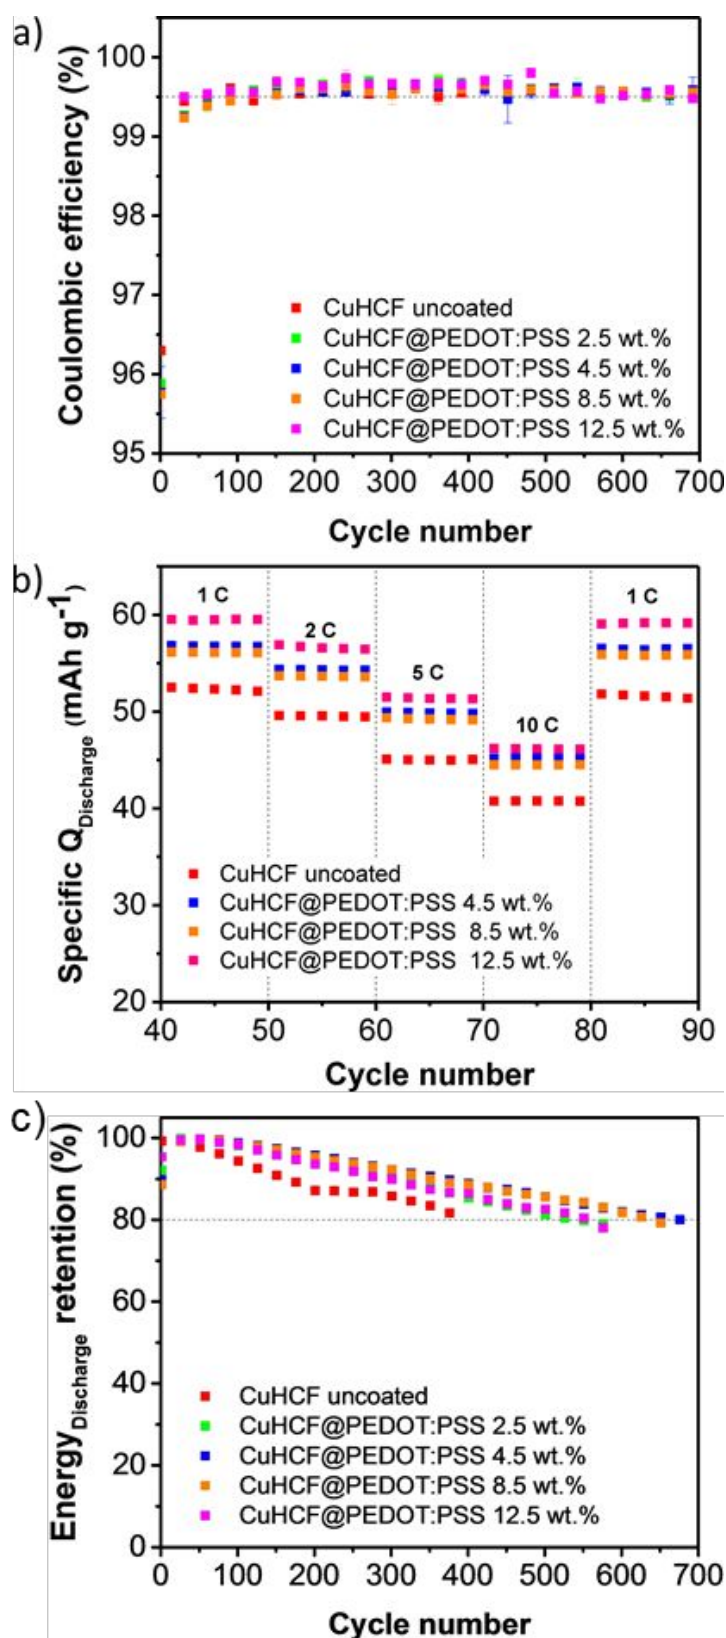 a)
100
99
98
97
96
95
Coulombic efficiency (%)
CuHCF uncoated
CuHCF@PEDOT:PSS 2.5 wt.%
CuHCF@PEDOT:PSS 4.5 wt.%
CuHCF@PEDOT:PSS 8.5 wt.%
CuHCF@PEDOT:PSS 12.5 wt.%
0 100 200 300 400 500 600 700
Cycle number
b)
60
50
40
30
20
Specific Q_Discharge (mAh g⁻¹)
1 C 2 C 5 C 10 C 1 C
CuHCF uncoated
CuHCF@PEDOT:PSS 4.5 wt.%
CuHCF@PEDOT:PSS 8.5 wt.%
CuHCF@PEDOT:PSS 12.5 wt.%
40 50 60 70 80 90
Cycle number
c)
100
80
60
40
20
0
Energy_Discharge retention (%)
CuHCF uncoated
CuHCF@PEDOT:PSS 2.5 wt.%
CuHCF@PEDOT:PSS 4.5 wt.%
CuHCF@PEDOT:PSS 8.5 wt.%
CuHCF@PEDOT:PSS 12.5 wt.%
0 100 200 300 400 500 600 700
Cycle number